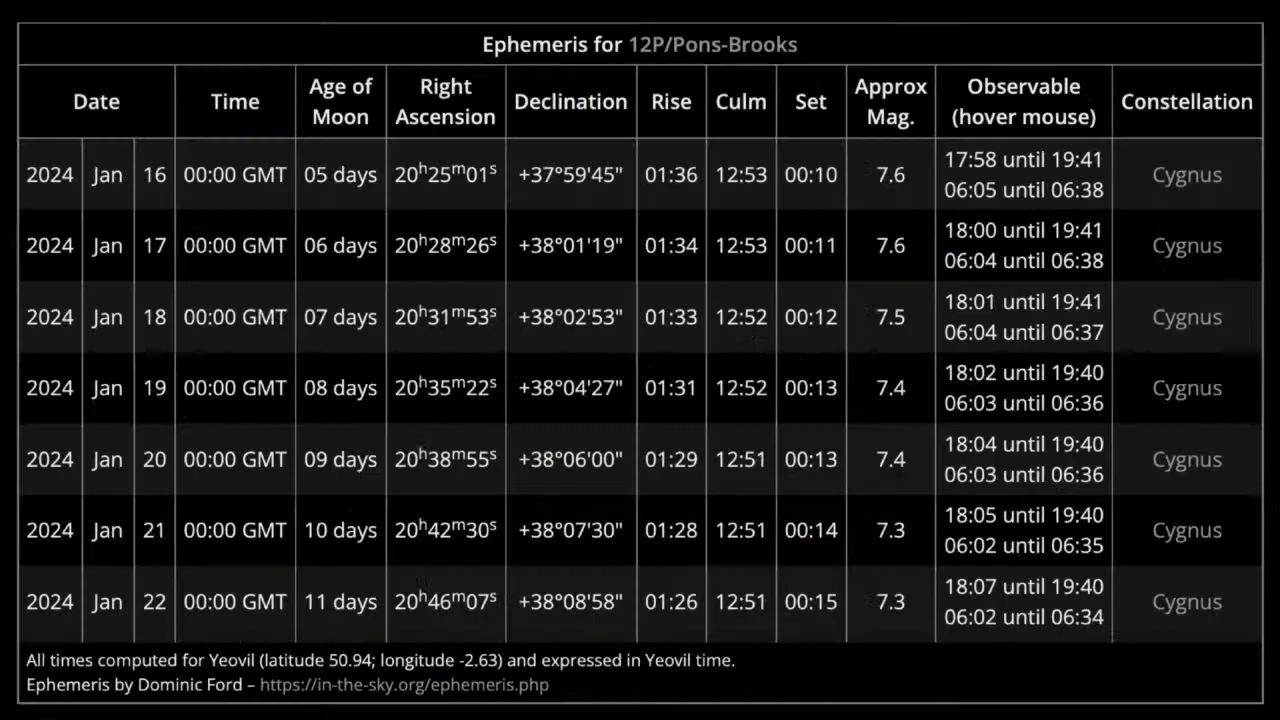 Ephemeris for 12P/Pons-Brooks
Date Time Age of Moon Right Ascension Declination Rise Culm Set Approx Mag. Observable (hover mouse) Constellation
2024 Jan 16 00:00 GMT 05 days 20h25m01s +37°59'45" 01:36 12:53 00:10 7.6 17:58 until 19:41 06:05 until 06:38 Cygnus
2024 Jan 17 00:00 GMT 06 days 20h28m26s +38°01'19" 01:34 12:53 00:11 7.6 18:00 until 19:41 06:04 until 06:38 Cygnus
2024 Jan 18 00:00 GMT 07 days 20h31m53s +38°02'53" 01:33 12:52 00:12 7.5 18:01 until 19:41 06:04 until 06:37 Cygnus
2024 Jan 19 00:00 GMT 08 days 20h35m22s +38°04'27" 01:31 12:52 00:13 7.4 18:02 until 19:40 06:03 until 06:36 Cygnus
2024 Jan 20 00:00 GMT 09 days 20h38m55s +38°06'00" 01:29 12:51 00:13 7.4 18:04 until 19:40 06:03 until 06:36 Cygnus
2024 Jan 21 00:00 GMT 10 days 20h42m30s +38°07'30" 01:28 12:51 00:14 7.3 18:05 until 19:40 06:02 until 06:35 Cygnus
2024 Jan 22 00:00 GMT 11 days 20h46m07s +38°08'58" 01:26 12:51 00:15 7.3 18:07 until 19:40 06:02 until 06:34 Cygnus
All times computed for Yeovil (latitude 50.94; longitude -2.63) and expressed in Yeovil time.
Ephemeris by Dominic Ford – https://in-the-sky.org/ephemeris.php